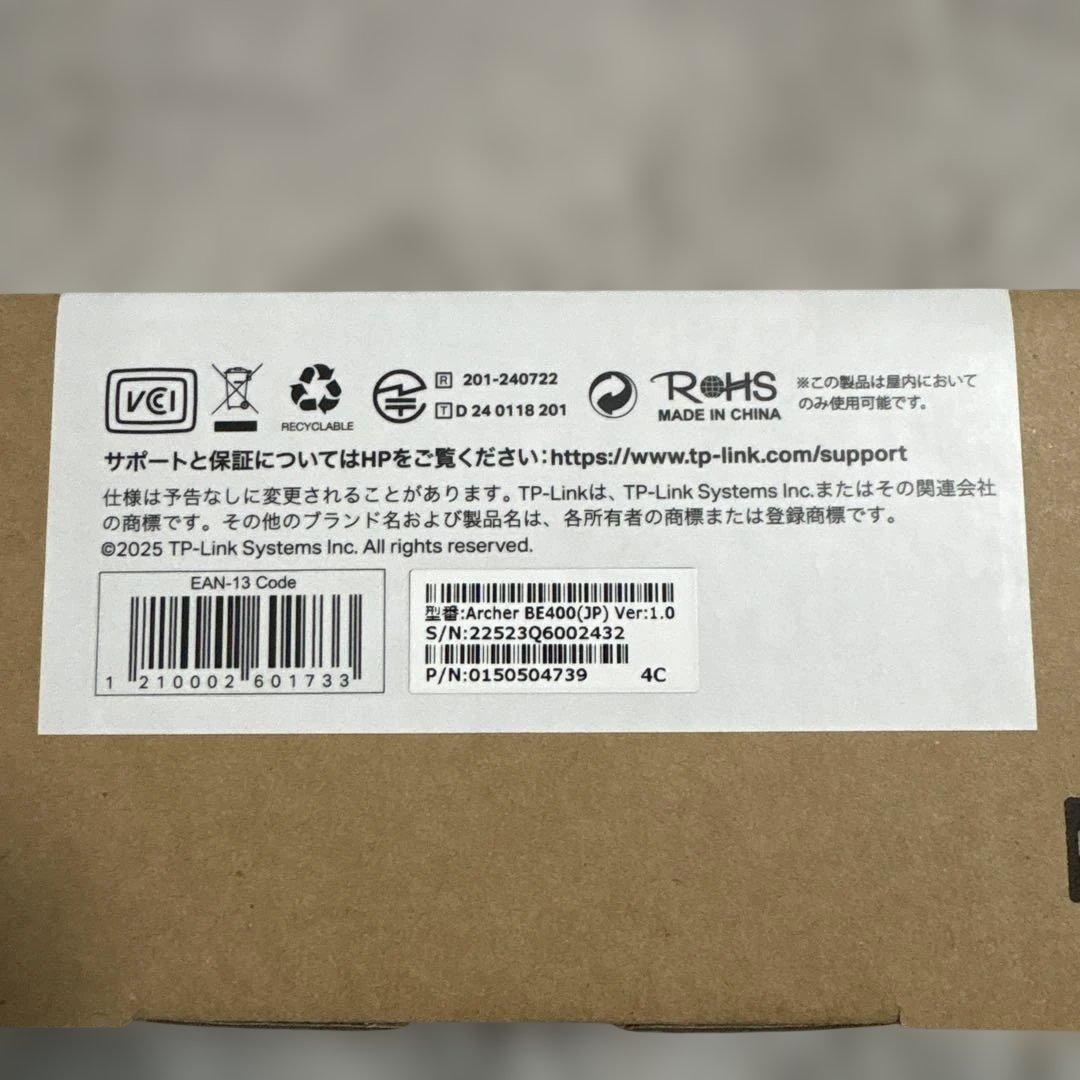 VCI
RECYCLABLE
R 201-240722
T D 24 0118 201
RoHS
MADE IN CHINA
※この製品は屋内において
のみ使用可能です。
サポートと保証についてはHPをご覧ください:https://www.tp-link.com/support
仕様は予告なしに変更されることがあります。TP-Linkは、TP-Link Systems Inc.またはその関連会社
の商標です。その他のブランド名および製品名は、各所有者の商標または登録商標です。
©2025 TP-Link Systems Inc. All rights reserved.
EAN-13 Code
1 210002 601733
型番:Archer BE400(JP) Ver:1.0
S/N:22523Q6002432
P/N:0150504739 4C